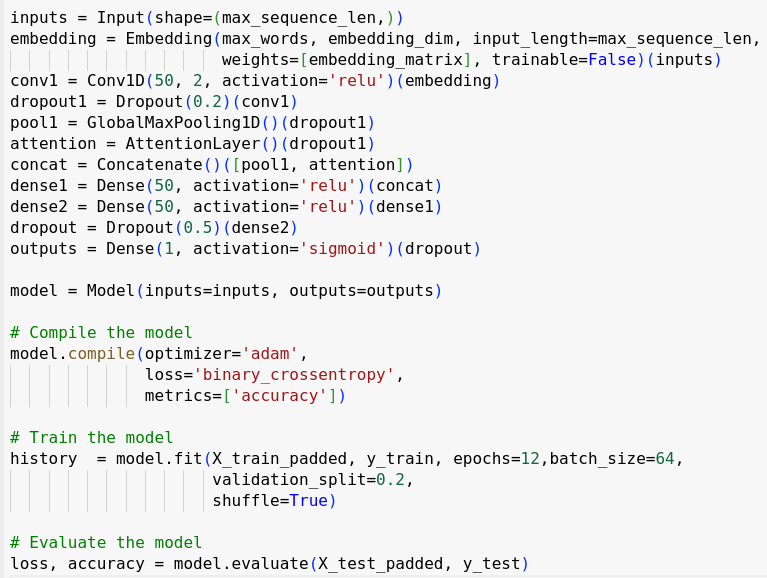 inputs = Input(shape=(max_sequence_len,))
embedding = Embedding(max_words, embedding_dim, input_length=max_sequence_len,
                      weights=[embedding_matrix], trainable=False)(inputs)
conv1 = Conv1D(50, 2, activation='relu')(embedding)
dropout1 = Dropout(0.2)(conv1)
pool1 = GlobalMaxPooling1D()(dropout1)
attention = AttentionLayer()(dropout1)
concat = Concatenate()([pool1, attention])
dense1 = Dense(50, activation='relu')(concat)
dense2 = Dense(50, activation='relu')(dense1)
dropout = Dropout(0.5)(dense2)
outputs = Dense(1, activation='sigmoid')(dropout)

model = Model(inputs=inputs, outputs=outputs)

# Compile the model
model.compile(optimizer='adam',
              loss='binary_crossentropy',
              metrics=['accuracy'])

# Train the model
history  = model.fit(X_train_padded, y_train, epochs=12,batch_size=64,
                     validation_split=0.2,
                     shuffle=True)

# Evaluate the model
loss, accuracy = model.evaluate(X_test_padded, y_test)